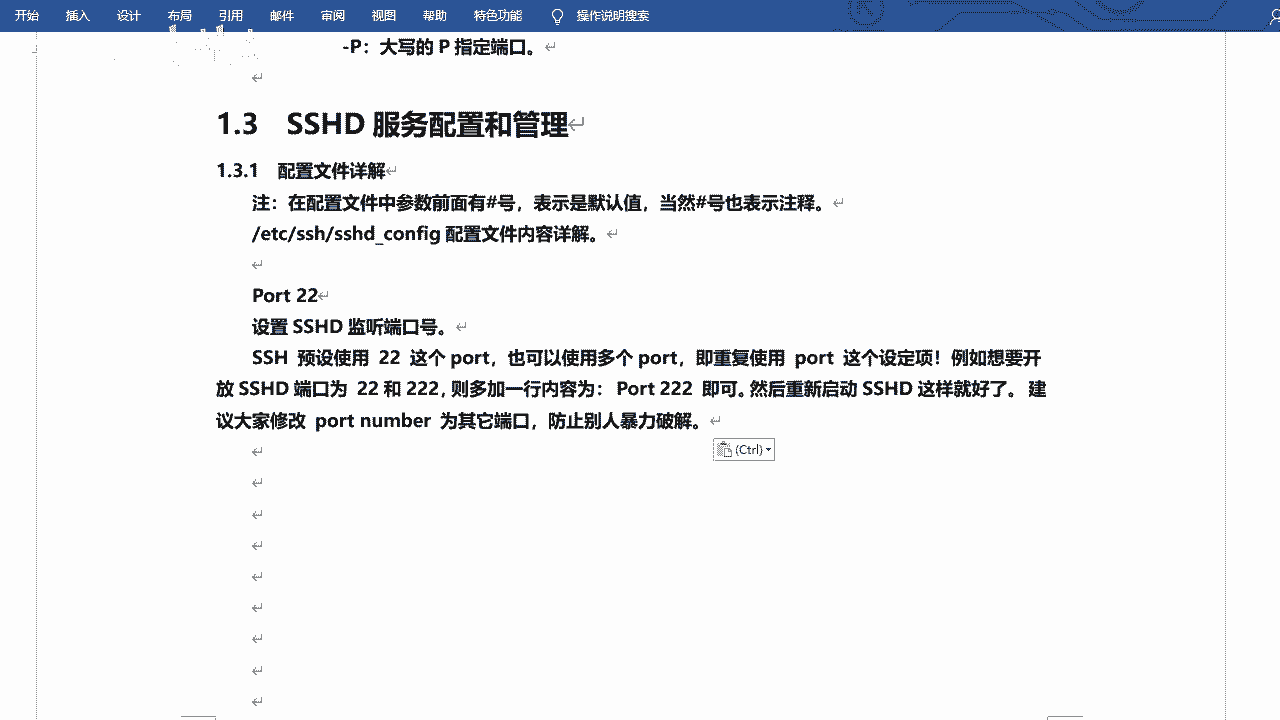 开始 插入 设计 布局 引用 邮件 审阅 视图 帮助 特色功能 操作说明搜索
-P：大写的 P 指定端口。
1.3 SSHD 服务配置和管理
1.3.1 配置文件详解
注：在配置文件中参数前面有#号，表示是默认值，当然#号也表示注释。
/etc/ssh/sshd_config 配置文件内容详解。
Port 22
设置 SSHD 监听端口号。
SSH 预设使用 22 这个 port，也可以使用多个 port，即重复使用 port 这个设定项！例如想要开
放 SSHD 端口为 22 和 222，则多加一行内容为： Port 222 即可。然后重新启动 SSHD 这样就好了。 建
议大家修改 port number 为其它端口，防止别人暴力破解。
(Ctrl)